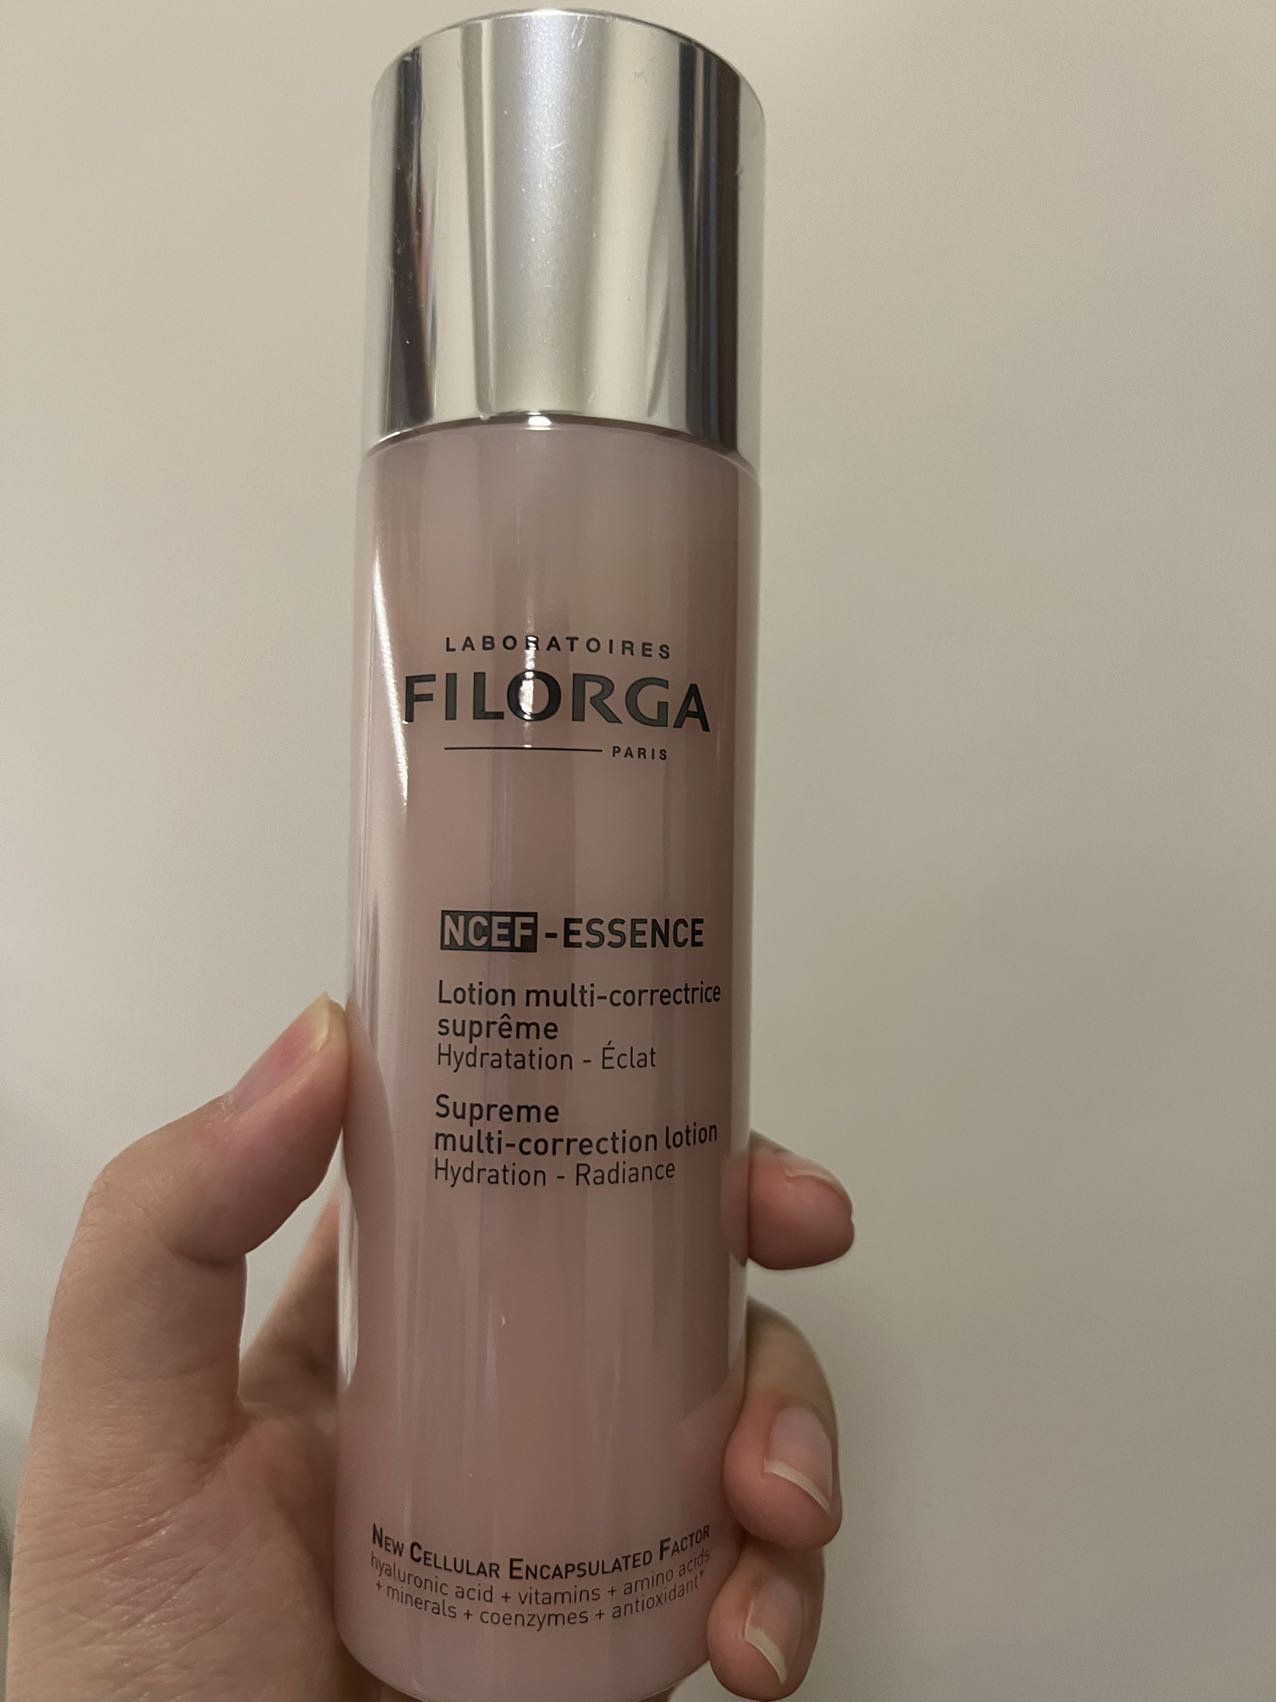 LABORATOIRES
FILORGA
PARIS
NCEF-ESSENCE
Lotion multi-correctrice
suprême
Hydratation - Éclat
Supreme
multi-correction lotion
Hydration - Radiance
NEW CELLULAR ENCAPSULATED FACTOR
hyaluronic acid + vitamins + amino acids
+ minerals + coenzymes + antioxidant*